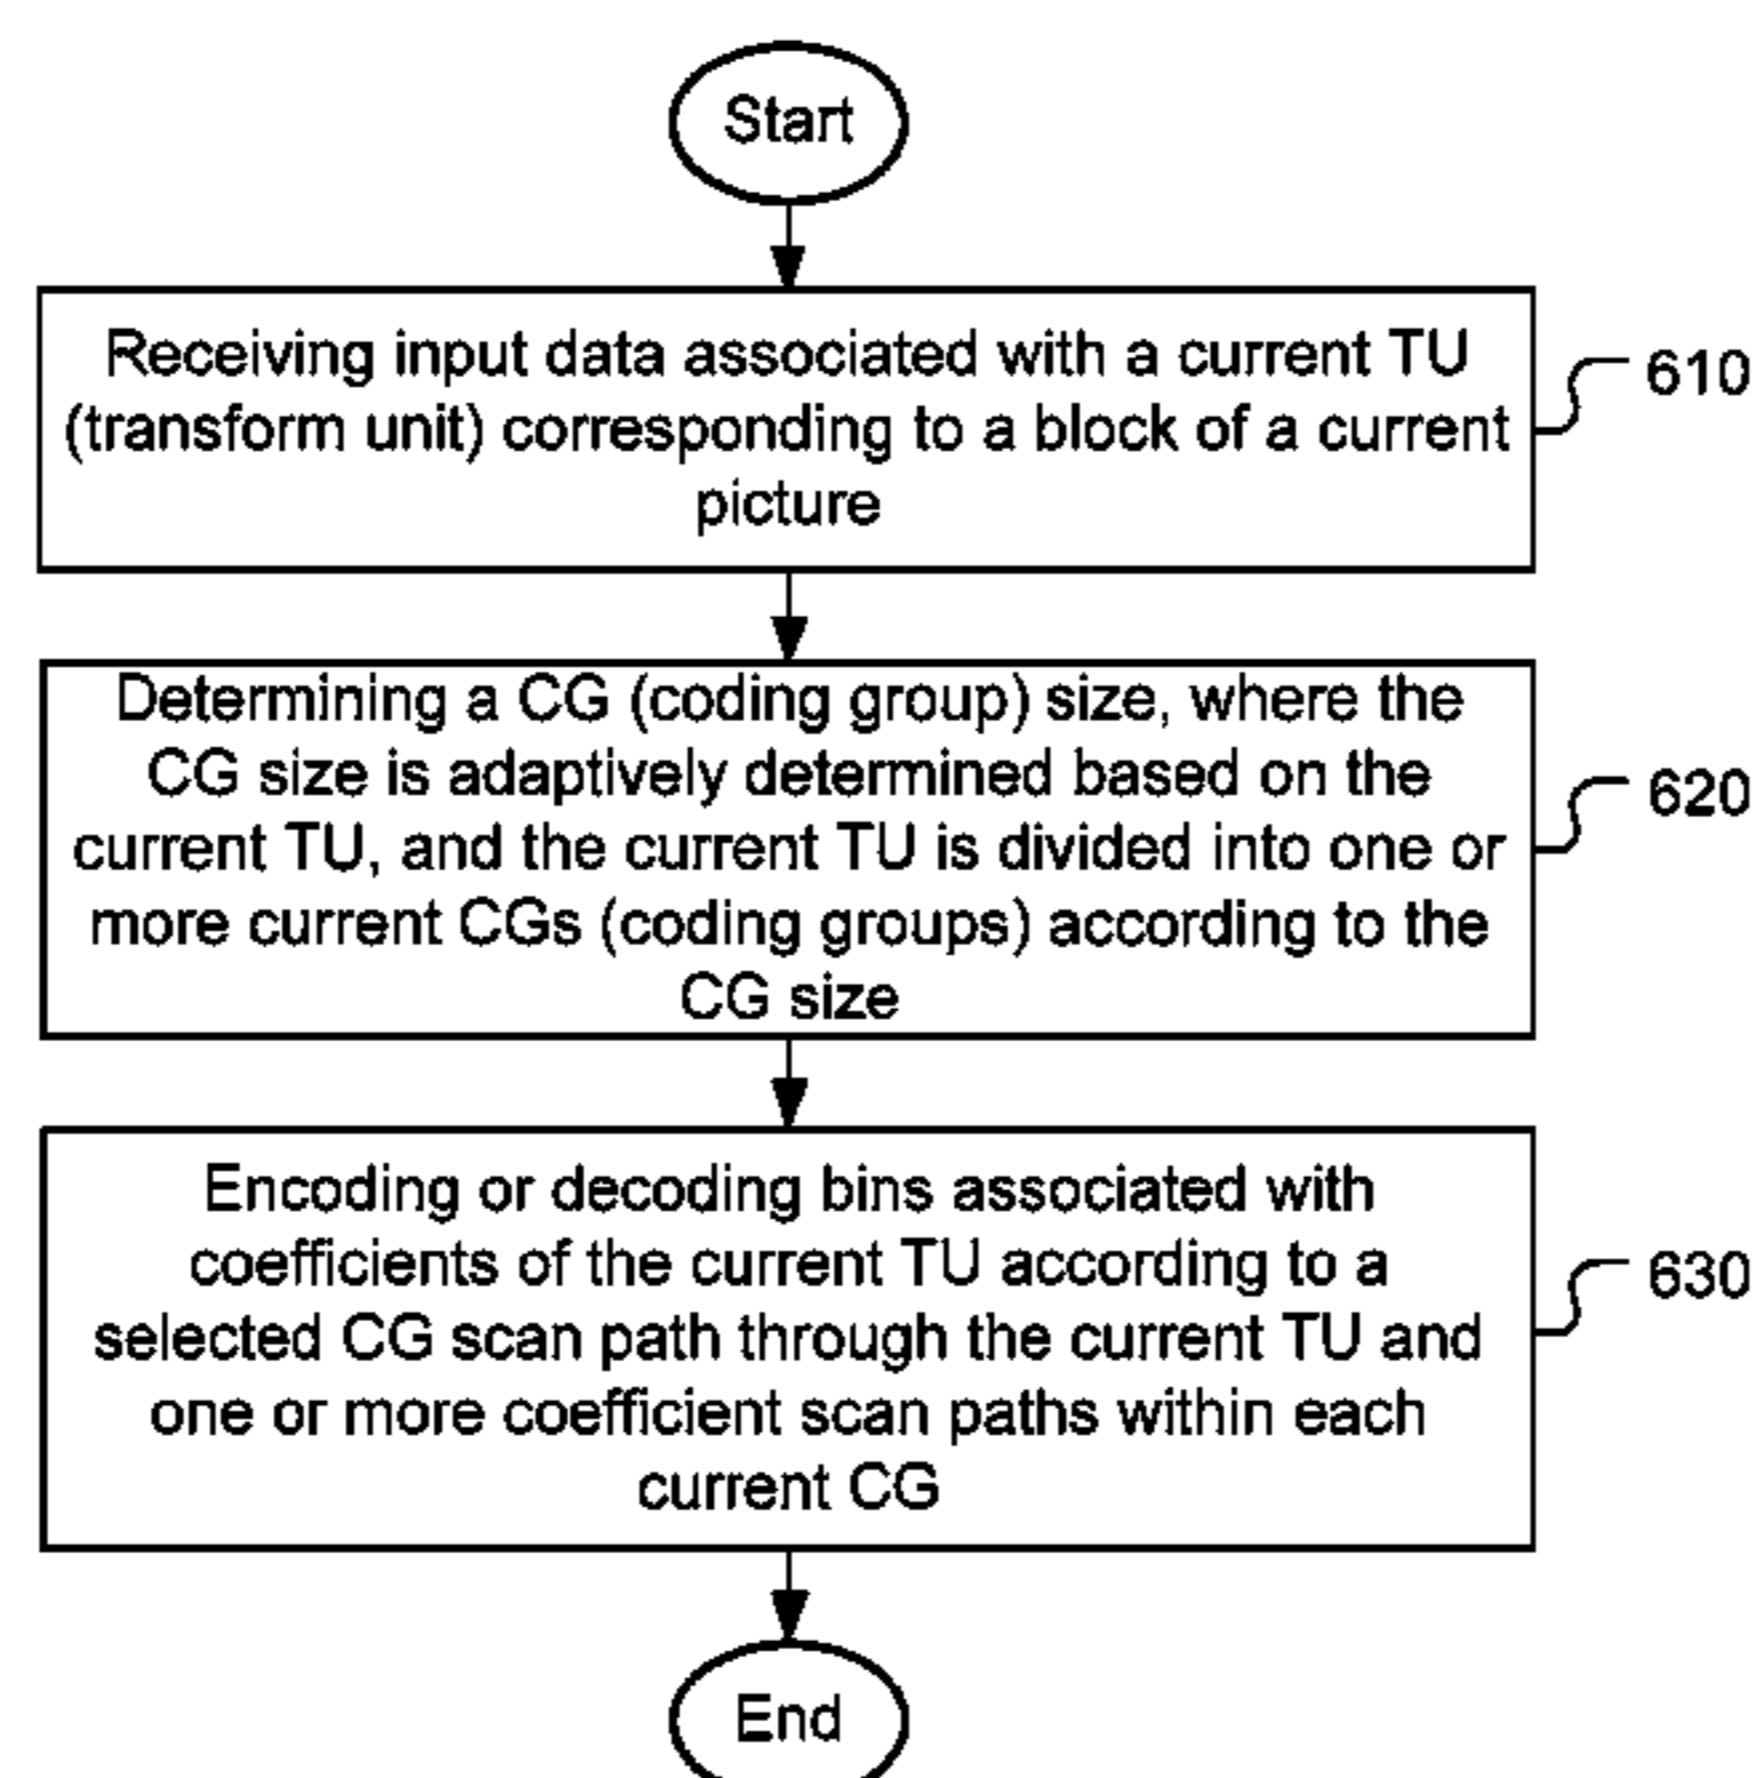 Start
Receiving input data associated with a current TU
(transform unit) corresponding to a block of a current
picture
610
Determining a CG (coding group) size, where the
CG size is adaptively determined based on the
current TU, and the current TU is divided into one or
more current CGs (coding groups) according to the
CG size
620
Encoding or decoding bins associated with
coefficients of the current TU according to a
selected CG scan path through the current TU and
one or more coefficient scan paths within each
current CG
630
End